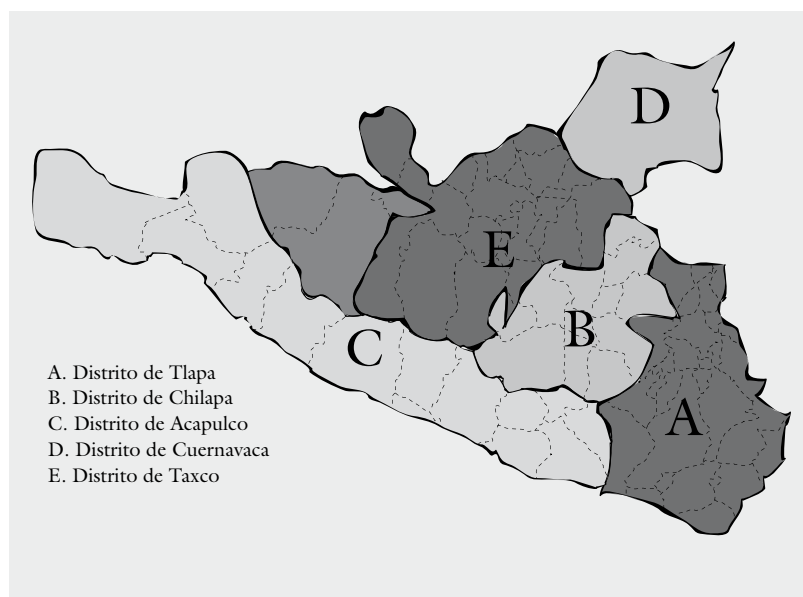 D
E
B
C
A
A. Distrito de Tlapa
B. Distrito de Chilapa
C. Distrito de Acapulco
D. Distrito de Cuernavaca
E. Distrito de Taxco